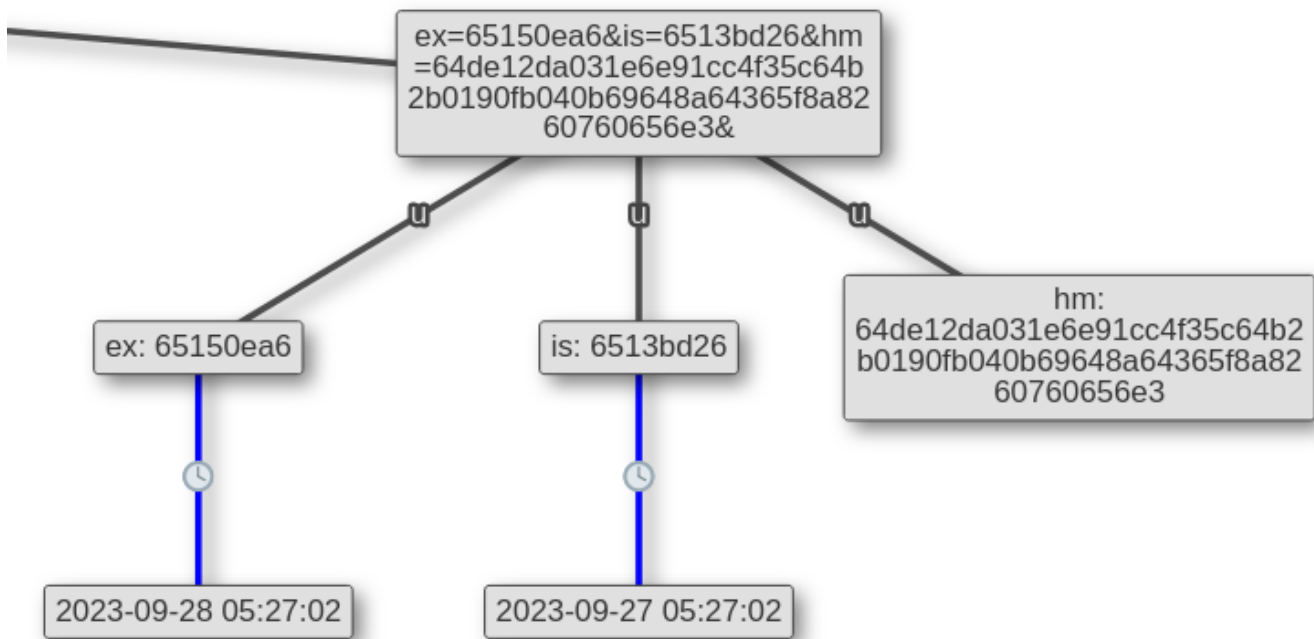 ex=65150ea6&is=6513bd26&hm
=64de12da031e6e91cc4f35c64b
2b0190fb040b69648a64365f8a82
60760656e3&
u
u
u
ex: 65150ea6
is: 6513bd26
hm:
64de12da031e6e91cc4f35c64b2
b0190fb040b69648a64365f8a82
60760656e3
2023-09-28 05:27:02
2023-09-27 05:27:02